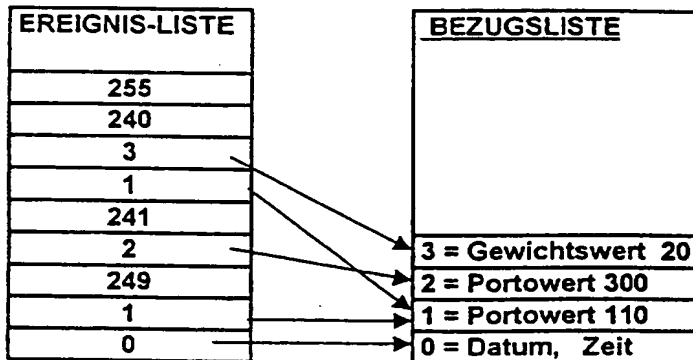 EREIGNIS-LISTE
255
240
3
1
241
2
249
1
0
BEZUGSLISTE
3 = Gewichtswert 20
2 = Portowert 300
1 = Portowert 110
0 = Datum, Zeit